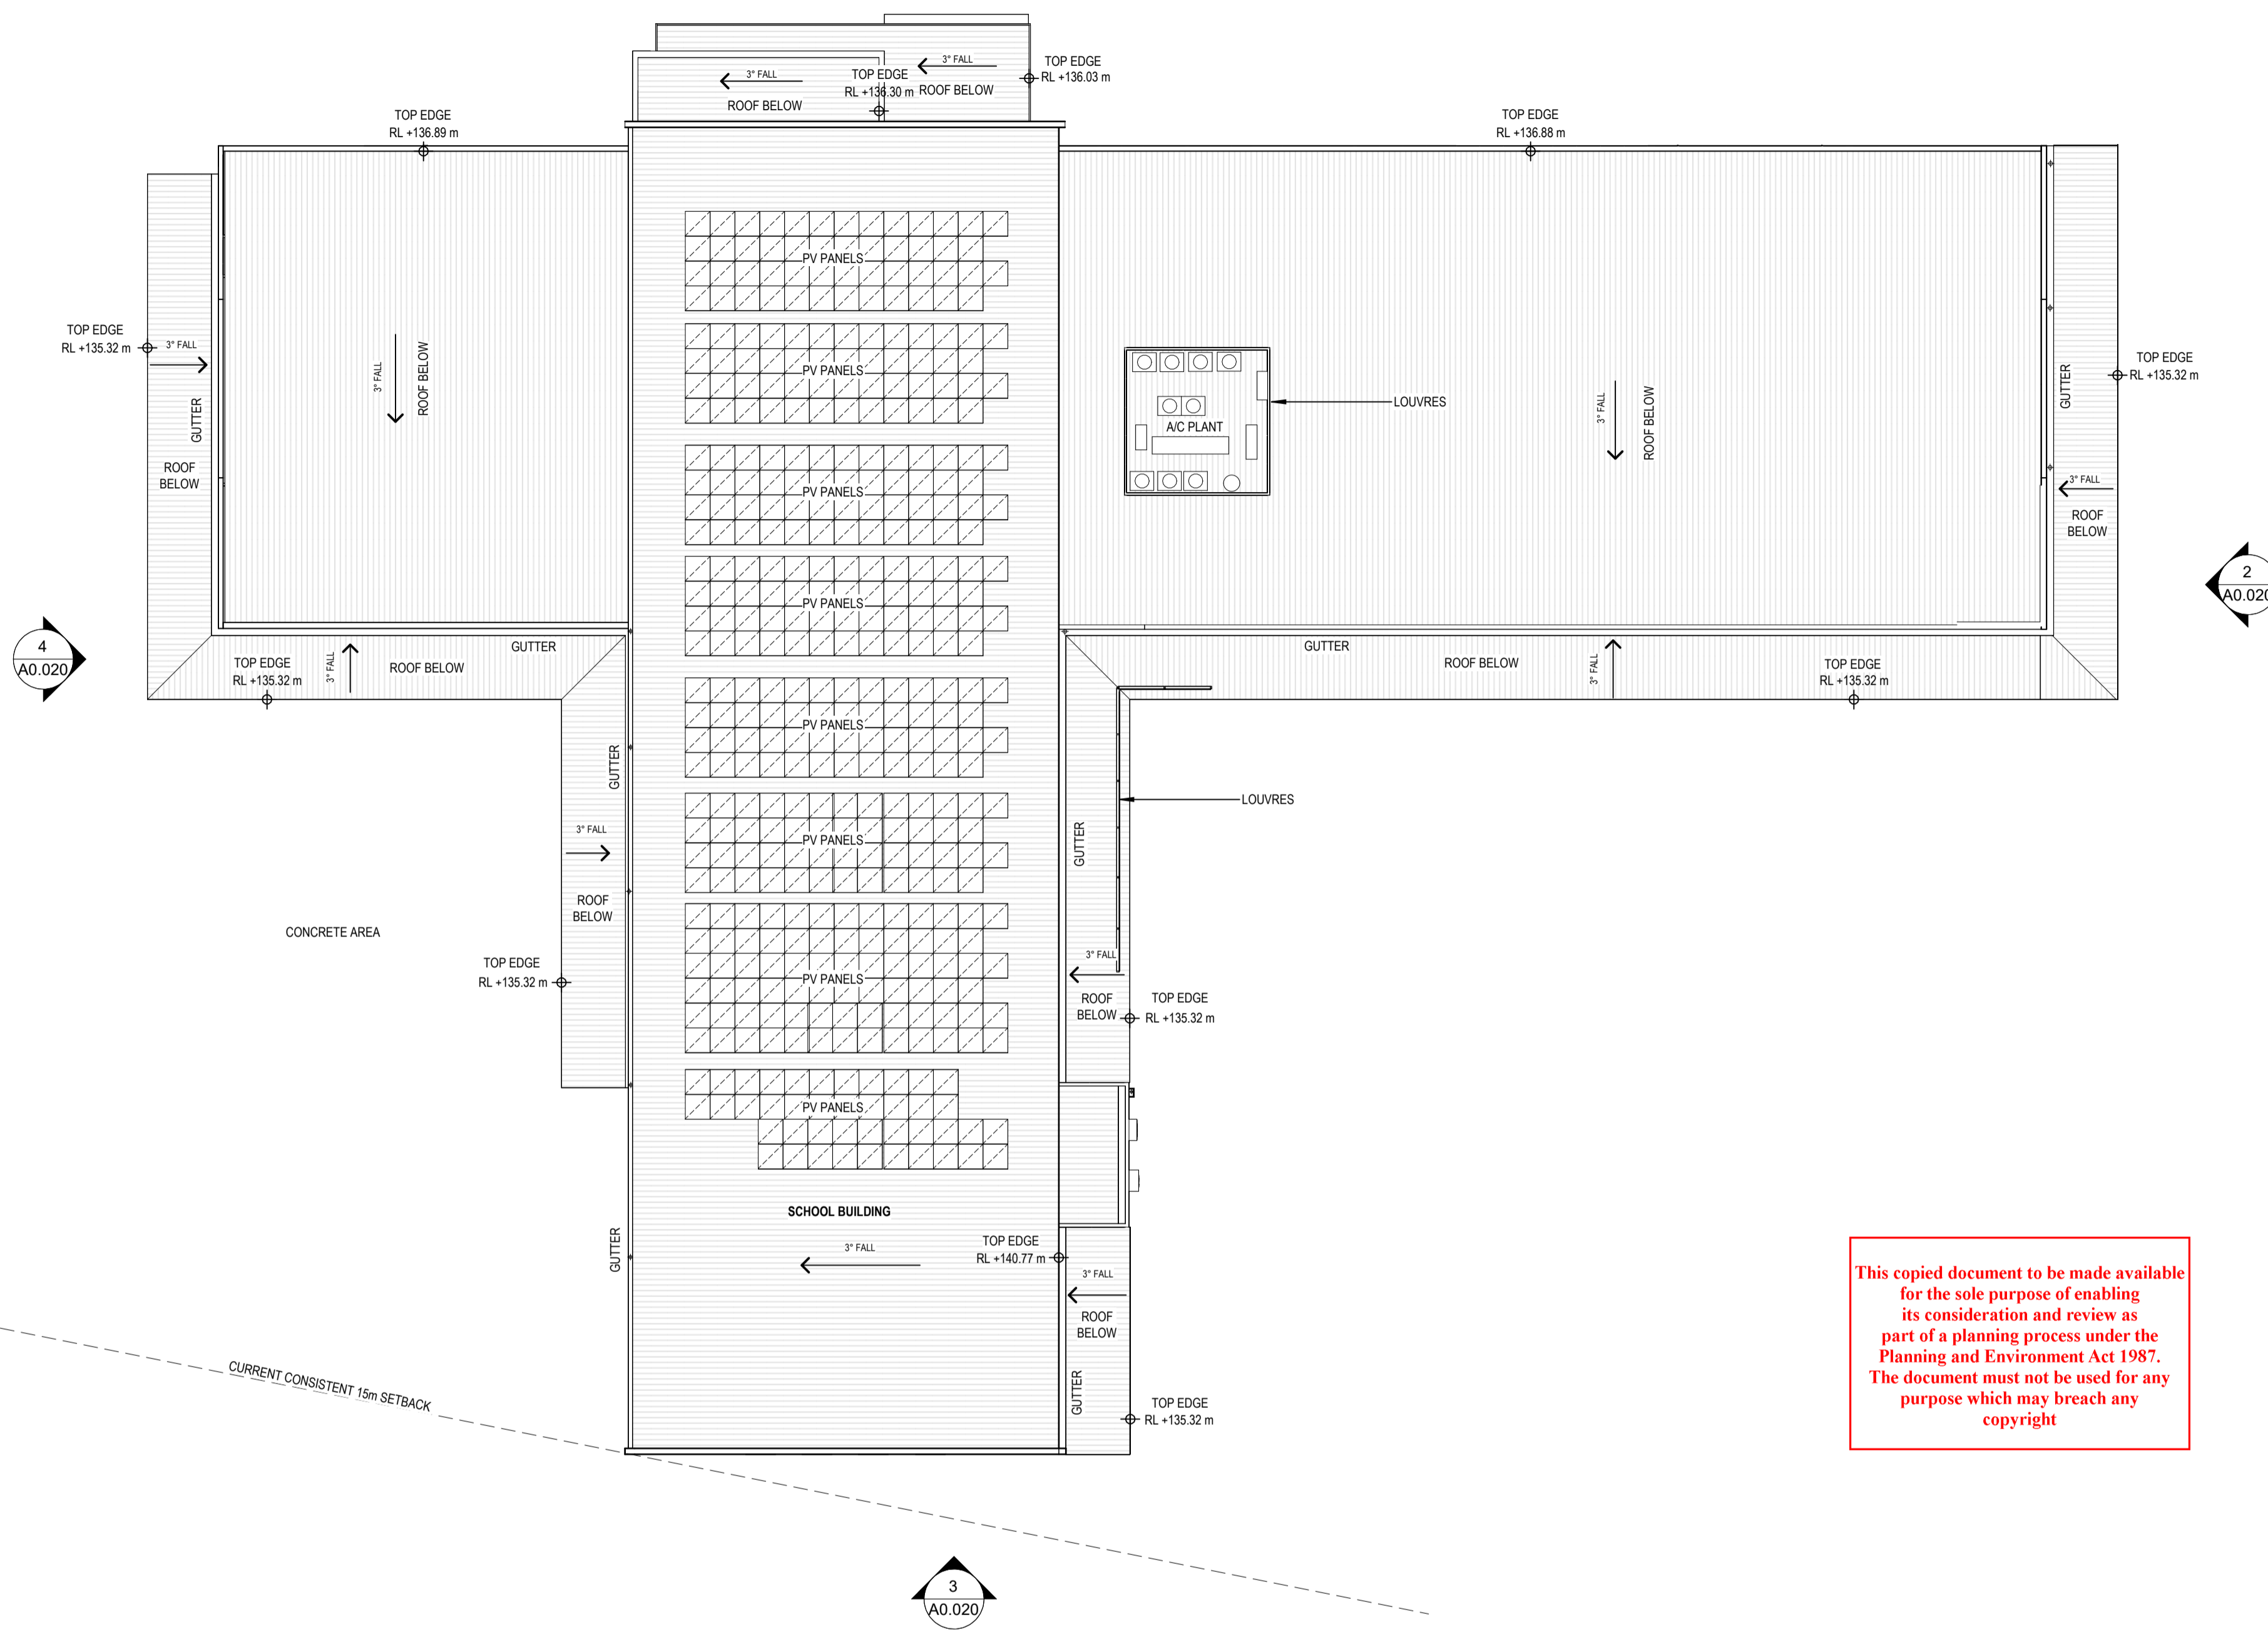 3° FALL
TOP EDGE
RL +136.03 m
3° FALL
TOP EDGE
RL +136.30 m
ROOF BELOW
ROOF BELOW
TOP EDGE
RL +136.89 m
TOP EDGE
RL +136.88 m
PV PANELS
TOP EDGE
RL +135.32 m
3° FALL
3° FALL
ROOF BELOW
GUTTER
ROOF
BELOW
PV PANELS
LOUVRES
A/C PLANT
3° FALL
ROOF BELOW
GUTTER
TOP EDGE
RL +135.32 m
3° FALL
ROOF
BELOW
PV PANELS
PV PANELS
2
A0.020
4
A0.020
GUTTER
TOP EDGE
RL +135.32 m
3° FALL
ROOF BELOW
GUTTER
ROOF BELOW
3° FALL
TOP EDGE
RL +135.32 m
PV PANELS
GUTTER
LOUVRES
3° FALL
PV PANELS
GUTTER
ROOF
BELOW
CONCRETE AREA
TOP EDGE
RL +135.32 m
PV PANELS
3° FALL
ROOF
BELOW
TOP EDGE
RL +135.32 m
PV PANELS
SCHOOL BUILDING
GUTTER
3° FALL
TOP EDGE
RL +140.77 m
3° FALL
ROOF
BELOW
GUTTER
TOP EDGE
RL +135.32 m
CURRENT CONSISTENT 15m SETBACK
3
A0.020
This copied document to be made available
for the sole purpose of enabling
its consideration and review as
part of a planning process under the
Planning and Environment Act 1987.
The document must not be used for any
purpose which may breach any
copyright